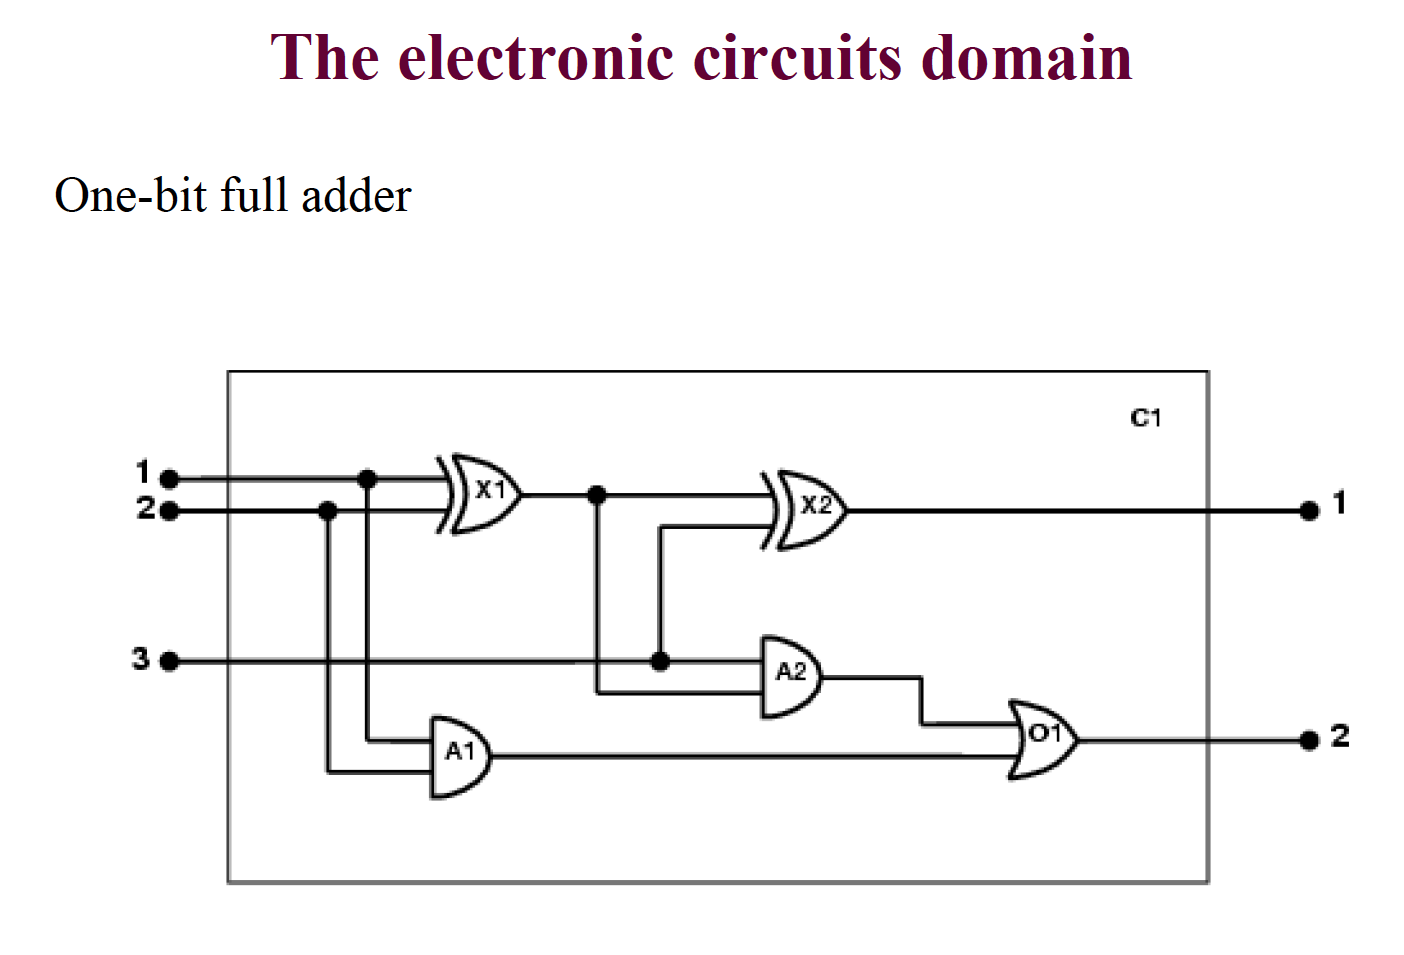 The electronic circuits domain
One-bit full adder
C1
1
X1
2
X2
1
3
A2
A1
O1
2